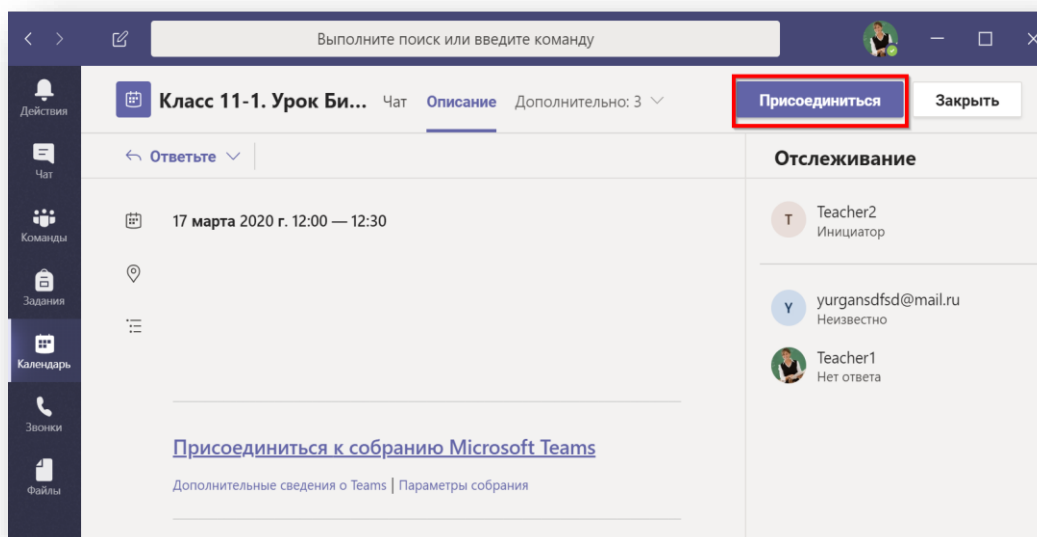 Выполните поиск или введите команду
Действия
Чат
Команды
Задания
Календарь
Звонки
Файлы
Класс 11-1. Урок Би... Чат Описание Дополнительно: 3
Присоединиться Закрыть
Ответьте
17 марта 2020 г. 12:00 — 12:30
Присоединиться к собранию Microsoft Teams
Дополнительные сведения о Teams | Параметры собрания
Отслеживание
T
Teacher2
Инициатор
Y
yurgansdfsd@mail.ru
Неизвестно
Teacher1
Нет ответа